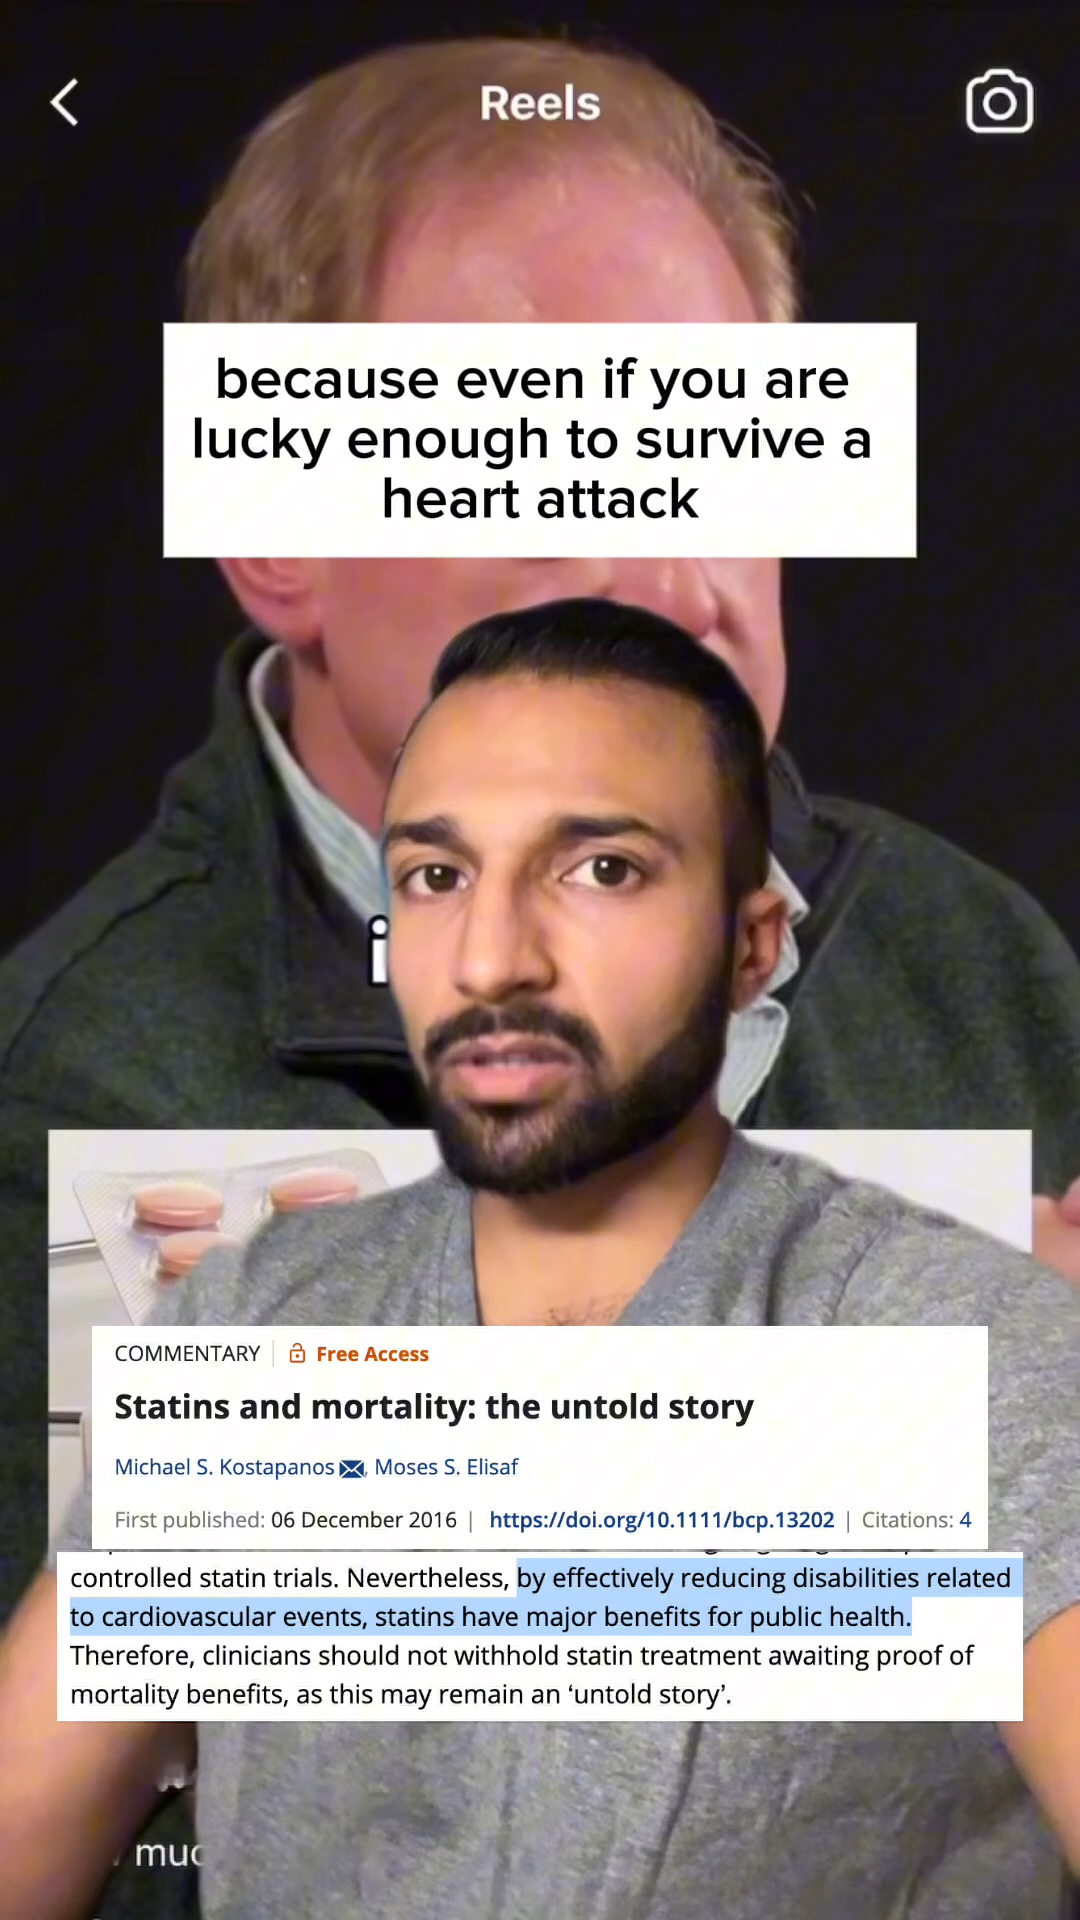 Reels
because even if you are
lucky enough to survive a
heart attack
i
COMMENTARY | Free Access
Statins and mortality: the untold story
Michael S. Kostapanos, Moses S. Elisaf
First published: 06 December 2016 | https://doi.org/10.1111/bcp.13202 | Citations: 4
controlled statin trials. Nevertheless, by effectively reducing disabilities related
to cardiovascular events, statins have major benefits for public health.
Therefore, clinicians should not withhold statin treatment awaiting proof of
mortality benefits, as this may remain an ‘untold story’.